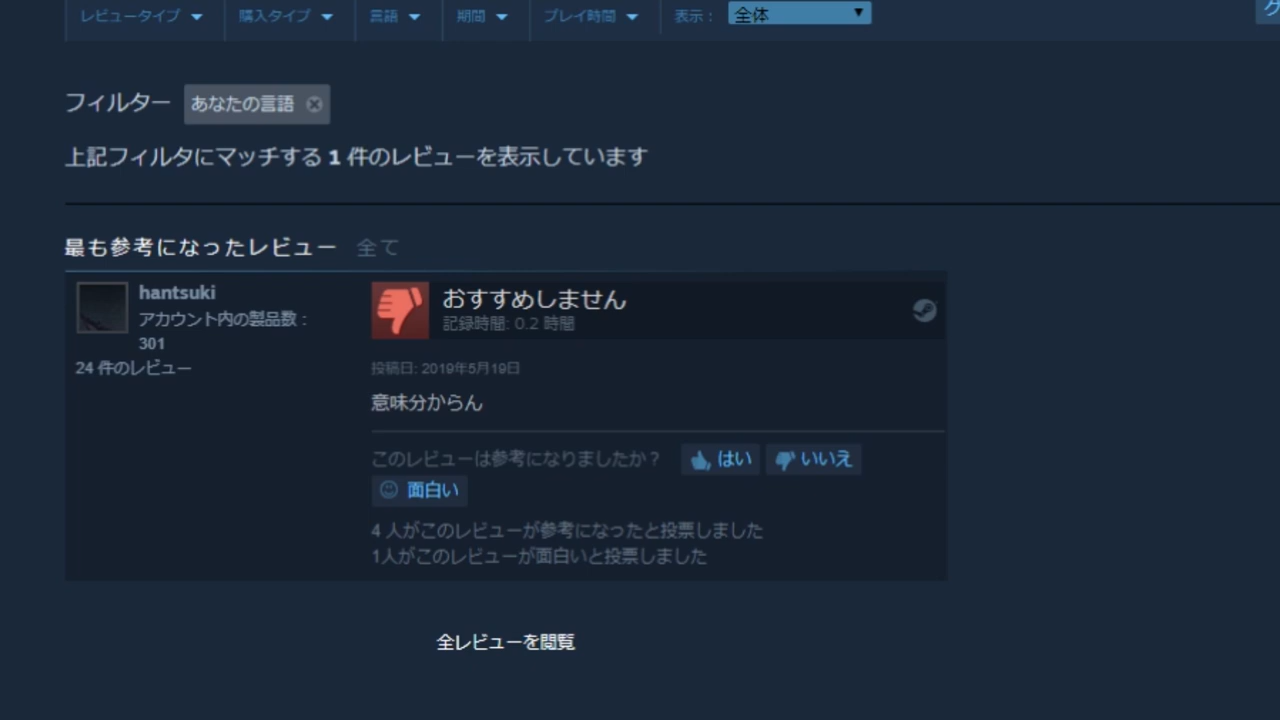 レビュータイプ 購入タイプ 言語 期間 プレイ時間 表示： 全体
フィルター あなたの言語
上記フィルタにマッチする 1 件のレビューを表示しています
最も参考になったレビュー 全て
hantsuki
アカウント内の製品数：
301
24 件のレビュー
おすすめしません
記録時間: 0.2 時間
投稿日: 2019年5月19日
意味分からん
このレビューは参考になりましたか？ はい いいえ
面白い
4 人がこのレビューが参考になったと投票しました
1人がこのレビューが面白いと投票しました
全レビューを閲覧